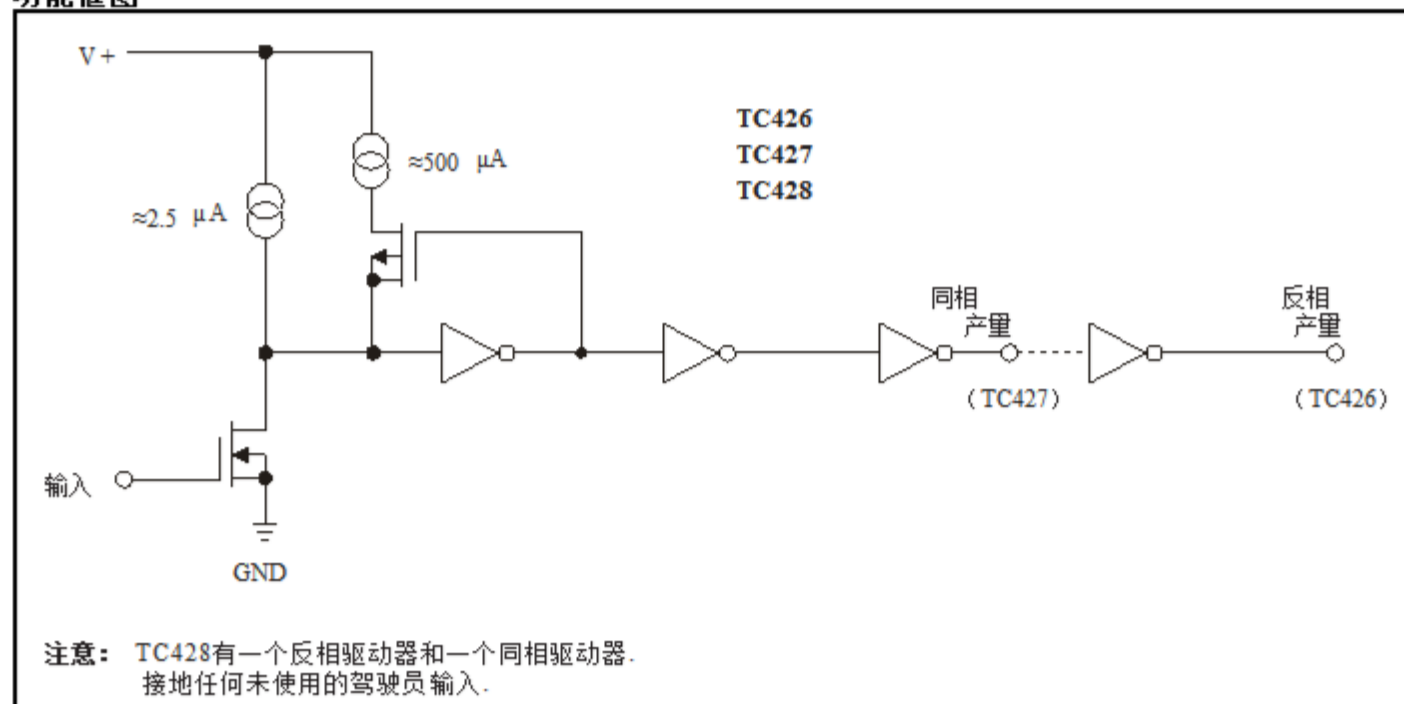 功能框图
V +
TC426
TC427
TC428
≈500 μA
≈2.5 μA
同相
产量
反相
产量
(TC427)
(TC426)
输入
GND
注意: TC428有一个反相驱动器和一个同相驱动器.
接地任何未使用的驾驶员输入.